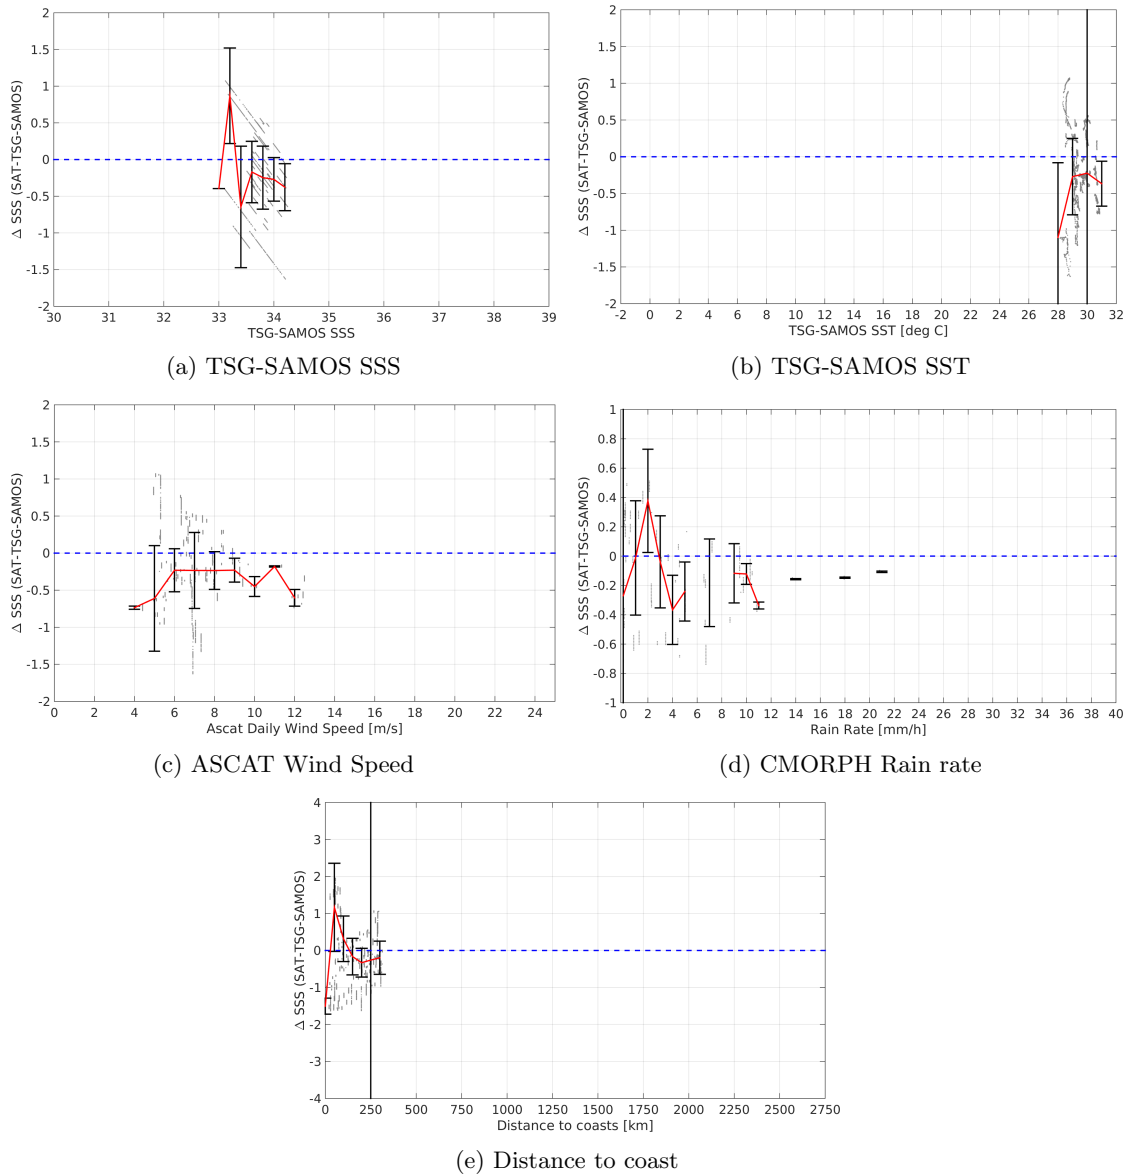 2
1.5
1
0.5
0
-0.5
-1
-1.5
-2
Δ SSS (SAT-TSG-SAMOS)
30 31 32 33 34 35 36 37 38 39
TSG-SAMOS SSS
(a) TSG-SAMOS SSS
2
1.5
1
0.5
0
-0.5
-1
-1.5
-2
Δ SSS (SAT-TSG-SAMOS)
-2 0 2 4 6 8 10 12 14 16 18 20 22 24 26 28 30 32
TSG-SAMOS SST [deg C]
(b) TSG-SAMOS SST
2
1.5
1
0.5
0
-0.5
-1
-1.5
-2
Δ SSS (SAT-TSG-SAMOS)
0 2 4 6 8 10 12 14 16 18 20 22 24
Ascat Daily Wind Speed [m/s]
(c) ASCAT Wind Speed
1
0.8
0.6
0.4
0.2
0
-0.2
-0.4
-0.6
-0.8
-1
Δ SSS (SAT-TSG-SAMOS)
0 2 4 6 8 10 12 14 16 18 20 22 24 26 28 30 32 34 36 38 40
Rain Rate [mm/h]
(d) CMORPH Rain rate
4
3
2
1
0
-1
-2
-3
-4
Δ SSS (SAT-TSG-SAMOS)
0 250 500 750 1000 1250 1500 1750 2000 2250 2500 2750
Distance to coasts [km]
(e) Distance to coast